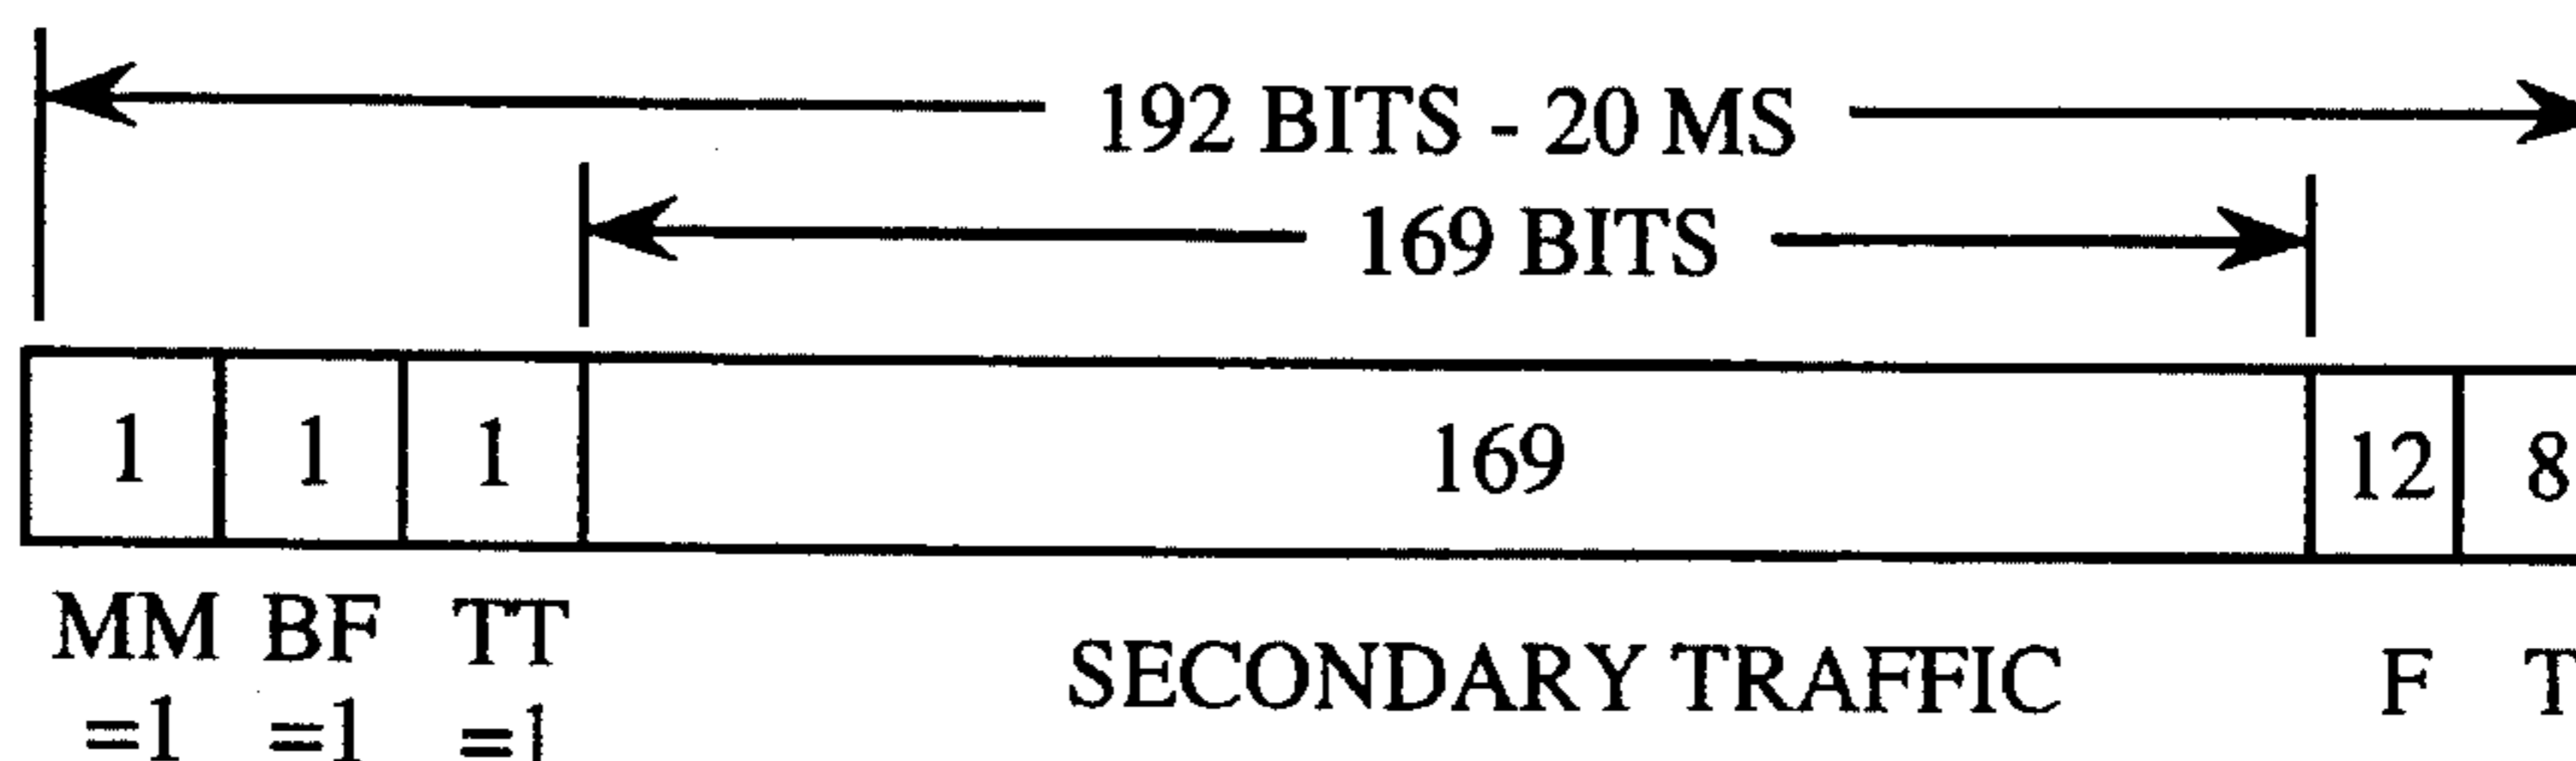 192 BITS - 20 MS
169 BITS
1 1 1 169 12 8
MM BF TT SECONDARY TRAFFIC F T
=1 =1 =1